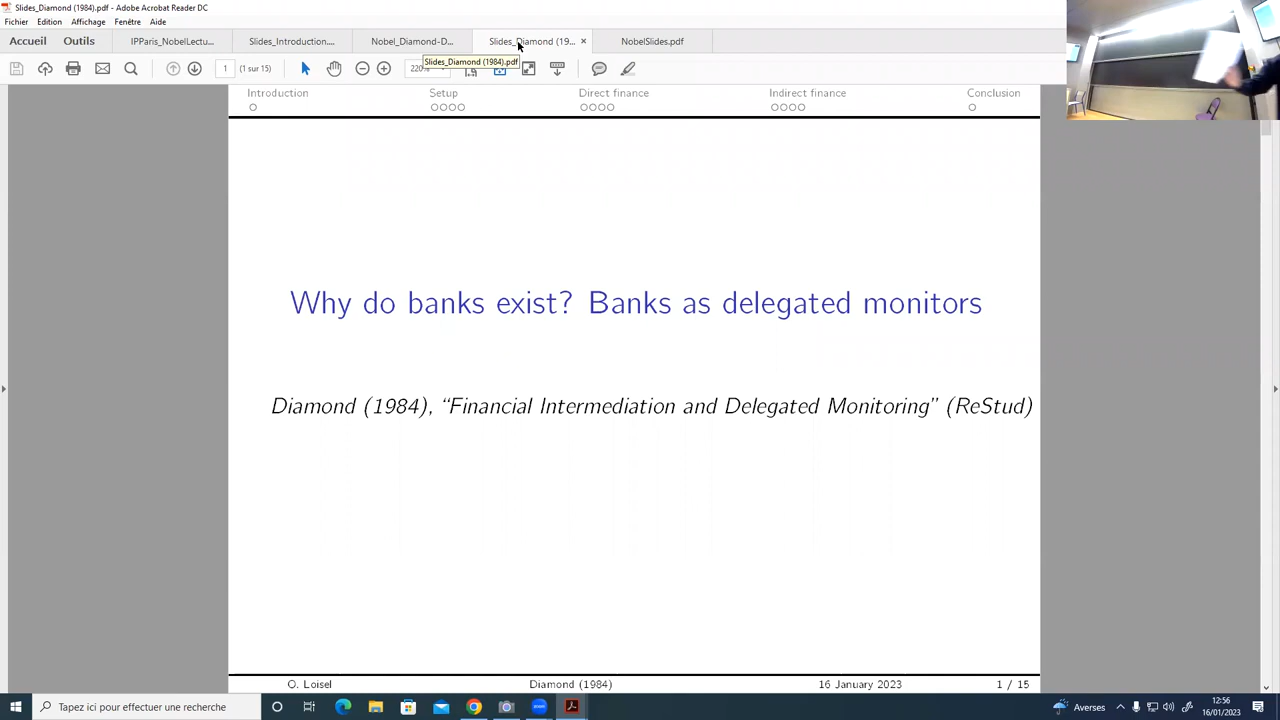 Slides_Diamond (1984).pdf - Adobe Acrobat Reader DC
Fichier Edition Affichage Fenêtre Aide
Accueil Outils IPParis_NobelLectu... Slides_Introduction.... Nobel_Diamond-D... Slides_Diamond (19... × NobelSlides.pdf
Slides_Diamond (1984).pdf
1 (1 sur 15) 220%
Introduction Setup Direct finance Indirect finance Conclusion
Why do banks exist? Banks as delegated monitors
Diamond (1984), “Financial Intermediation and Delegated Monitoring” (ReStud)
O. Loisel Diamond (1984) 16 January 2023 1 / 15
Tapez ici pour effectuer une recherche
Averses
12:56
16/01/2023